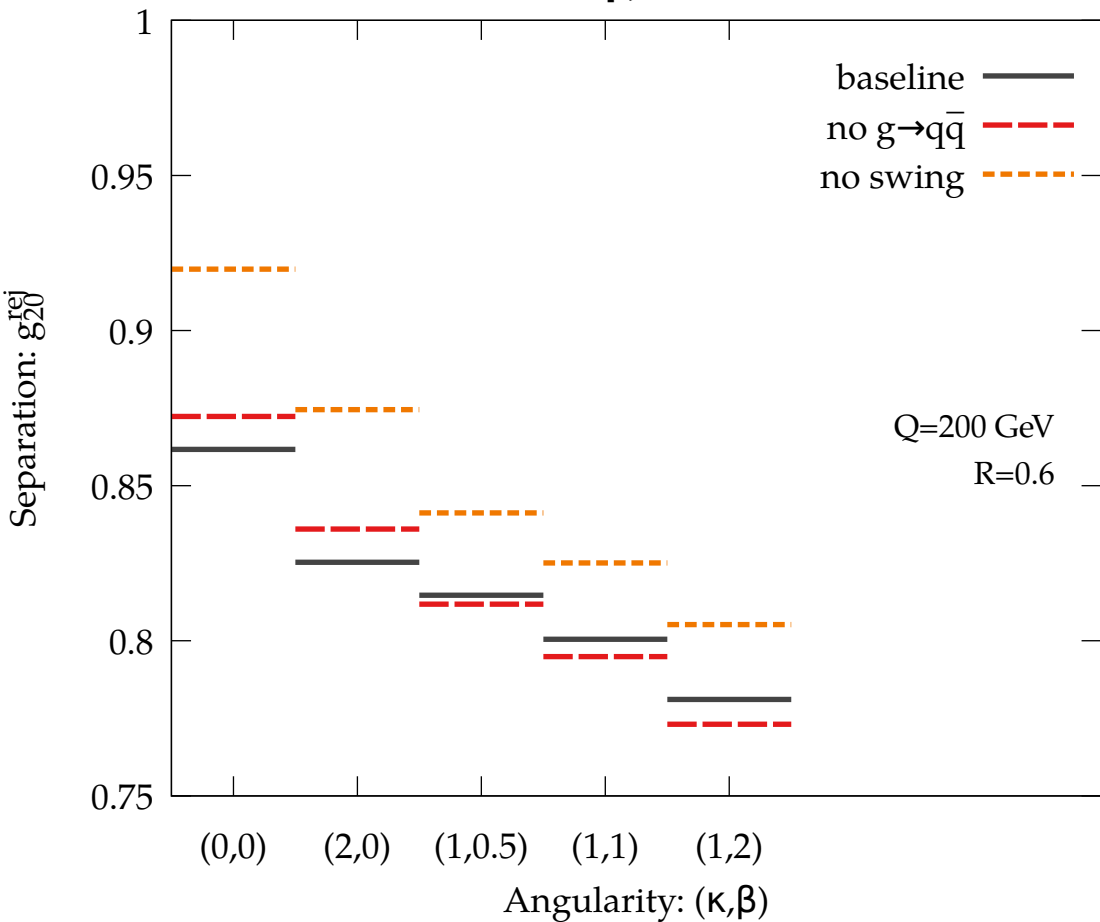 1
0.95
0.9
0.85
0.8
0.75
Separation: g_20^rej
baseline
no g→qq̄
no swing
Q=200 GeV
R=0.6
(0,0) (2,0) (1,0.5) (1,1) (1,2)
Angularity: (κ,β)